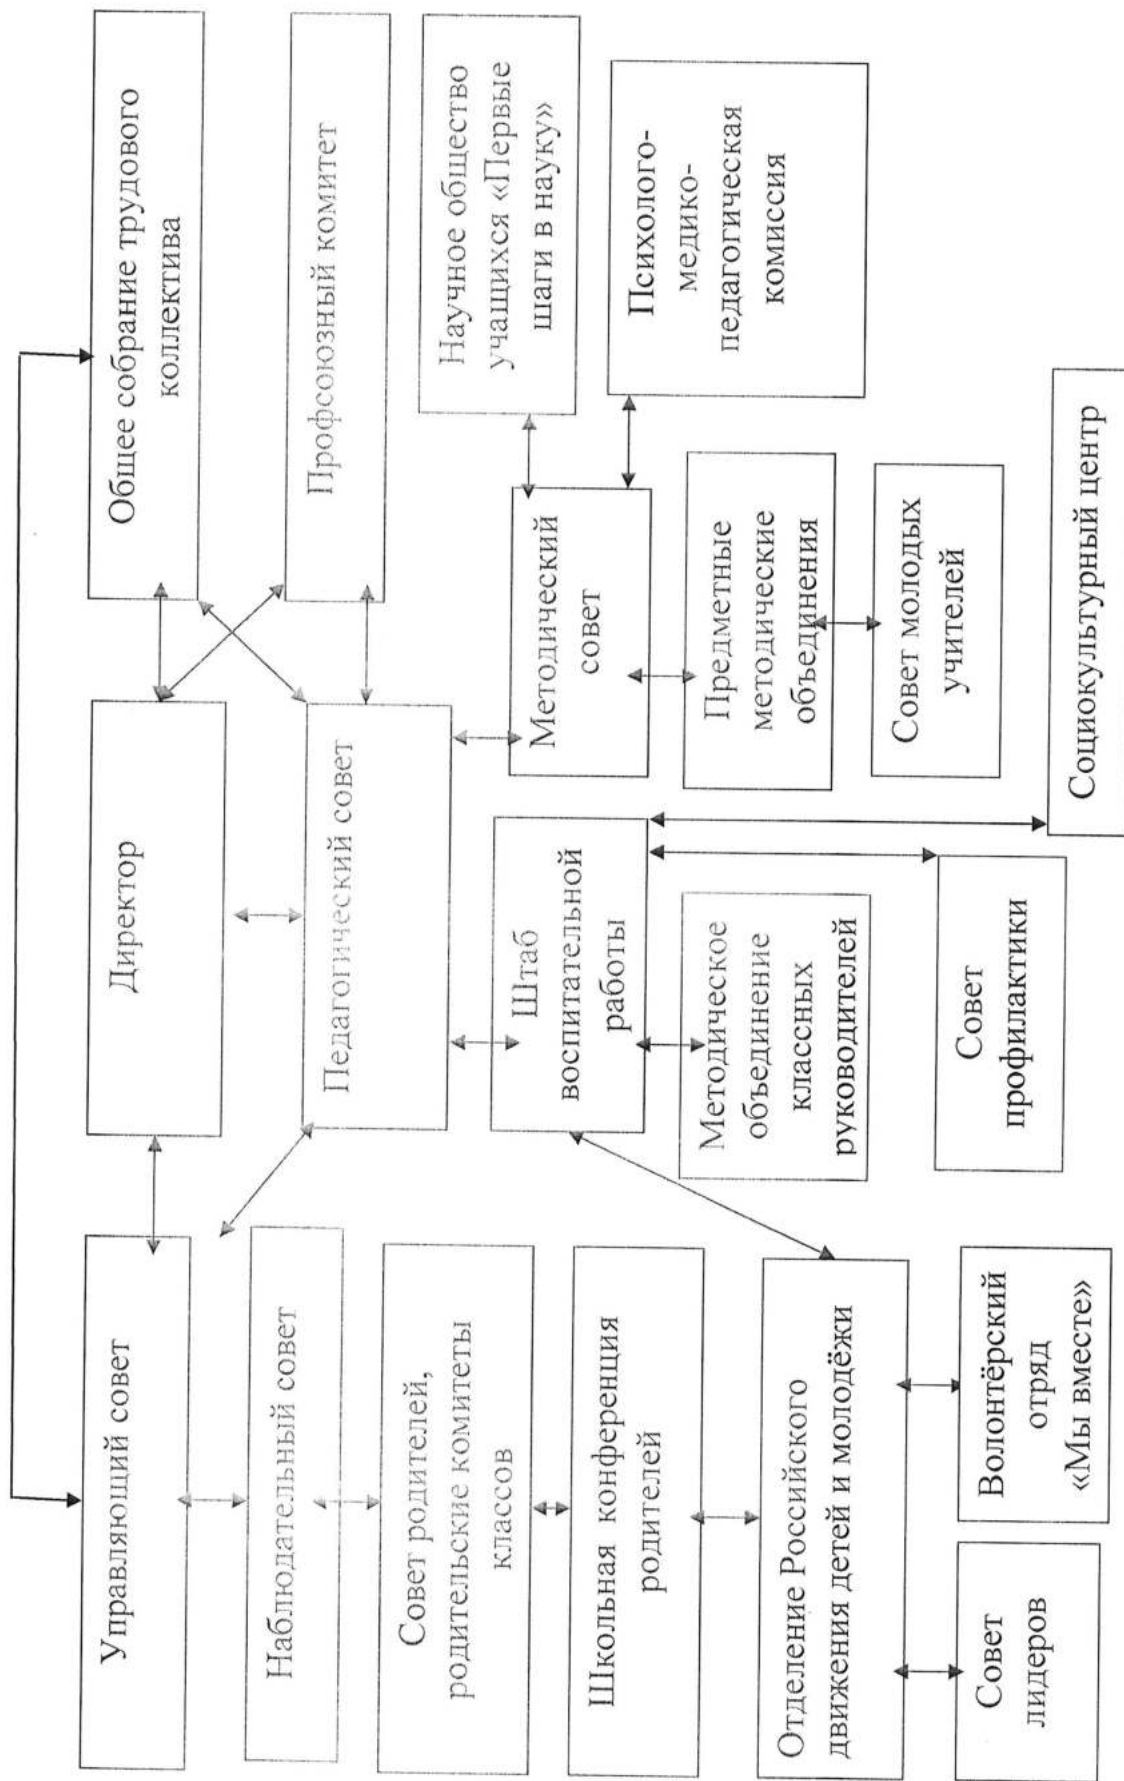 Управляющий совет
Директор
Общее собрание трудового
коллектива
Наблюдательный совет
Педагогический совет
Профсоюзный комитет
Совет родителей,
родительские комитеты
классов
Школьная конференция
родителей
Отделение Российского
движения детей и молодёжи
Совет
лидеров
Волонтёрский
отряд
«Мы вместе»
Штаб
воспитательной
работы
Методическое
объединение
классных
руководителей
Совет
профилактики
Методический
совет
Предметные
методические
объединения
Совет молодых
учителей
Социокультурный центр
Научное общество
учащихся «Первые
шаги в науку»
Психолого-
медико-
педагогическая
комиссия